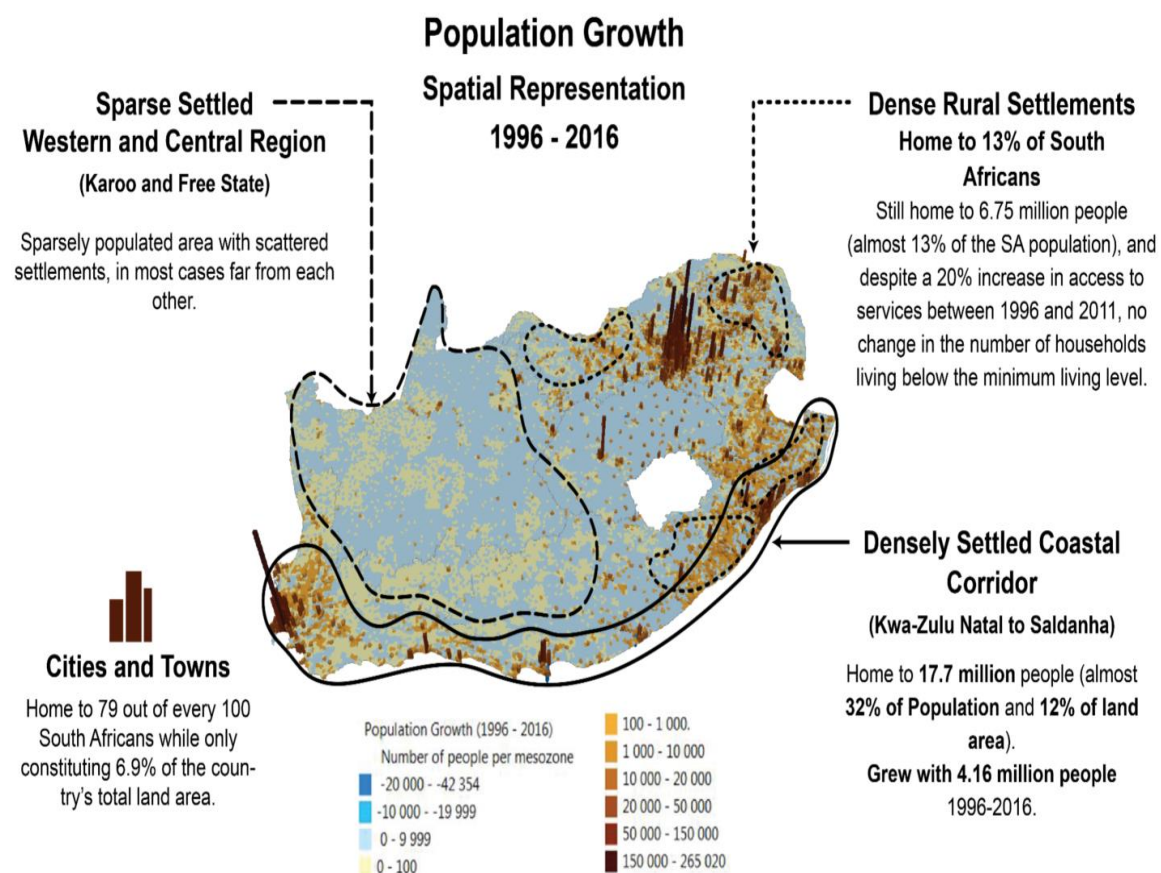 Population Growth
Spatial Representation
1996 - 2016
Sparse Settled
Western and Central Region
(Karoo and Free State)
Sparsely populated area with scattered
settlements, in most cases far from each
other.
Dense Rural Settlements
Home to 13% of South
Africans
Still home to 6.75 million people
(almost 13% of the SA population), and
despite a 20% increase in access to
services between 1996 and 2011, no
change in the number of households
living below the minimum living level.
Densely Settled Coastal
Corridor
(Kwa-Zulu Natal to Saldanha)
Home to 17.7 million people (almost
32% of Population and 12% of land
area).
Grew with 4.16 million people
1996-2016.
Cities and Towns
Home to 79 out of every 100
South Africans while only
constituting 6.9% of the coun-
try's total land area.
Population Growth (1996 - 2016)
Number of people per mesozone
-20 000 - -42 354
-10 000 - -19 999
0 - 9 999
0 - 100
100 - 1 000.
1 000 - 10 000
10 000 - 20 000
20 000 - 50 000
50 000 - 150 000
150 000 - 265 020